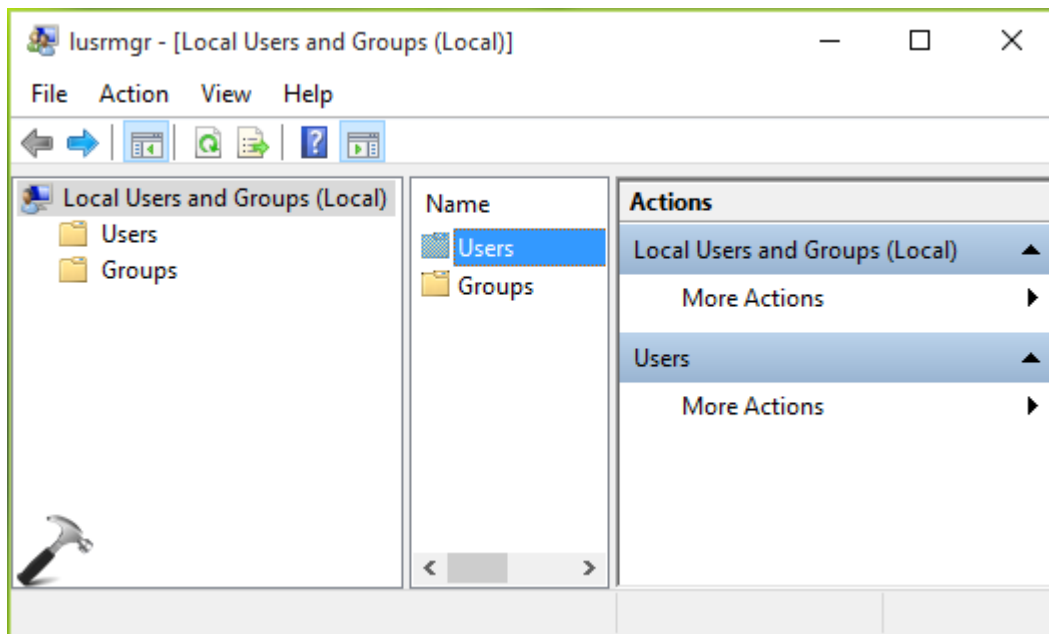 lusrmgr - [Local Users and Groups (Local)]
File Action View Help
Local Users and Groups (Local)
Users
Groups
Name
Users
Groups
Actions
Local Users and Groups (Local)
More Actions
Users
More Actions